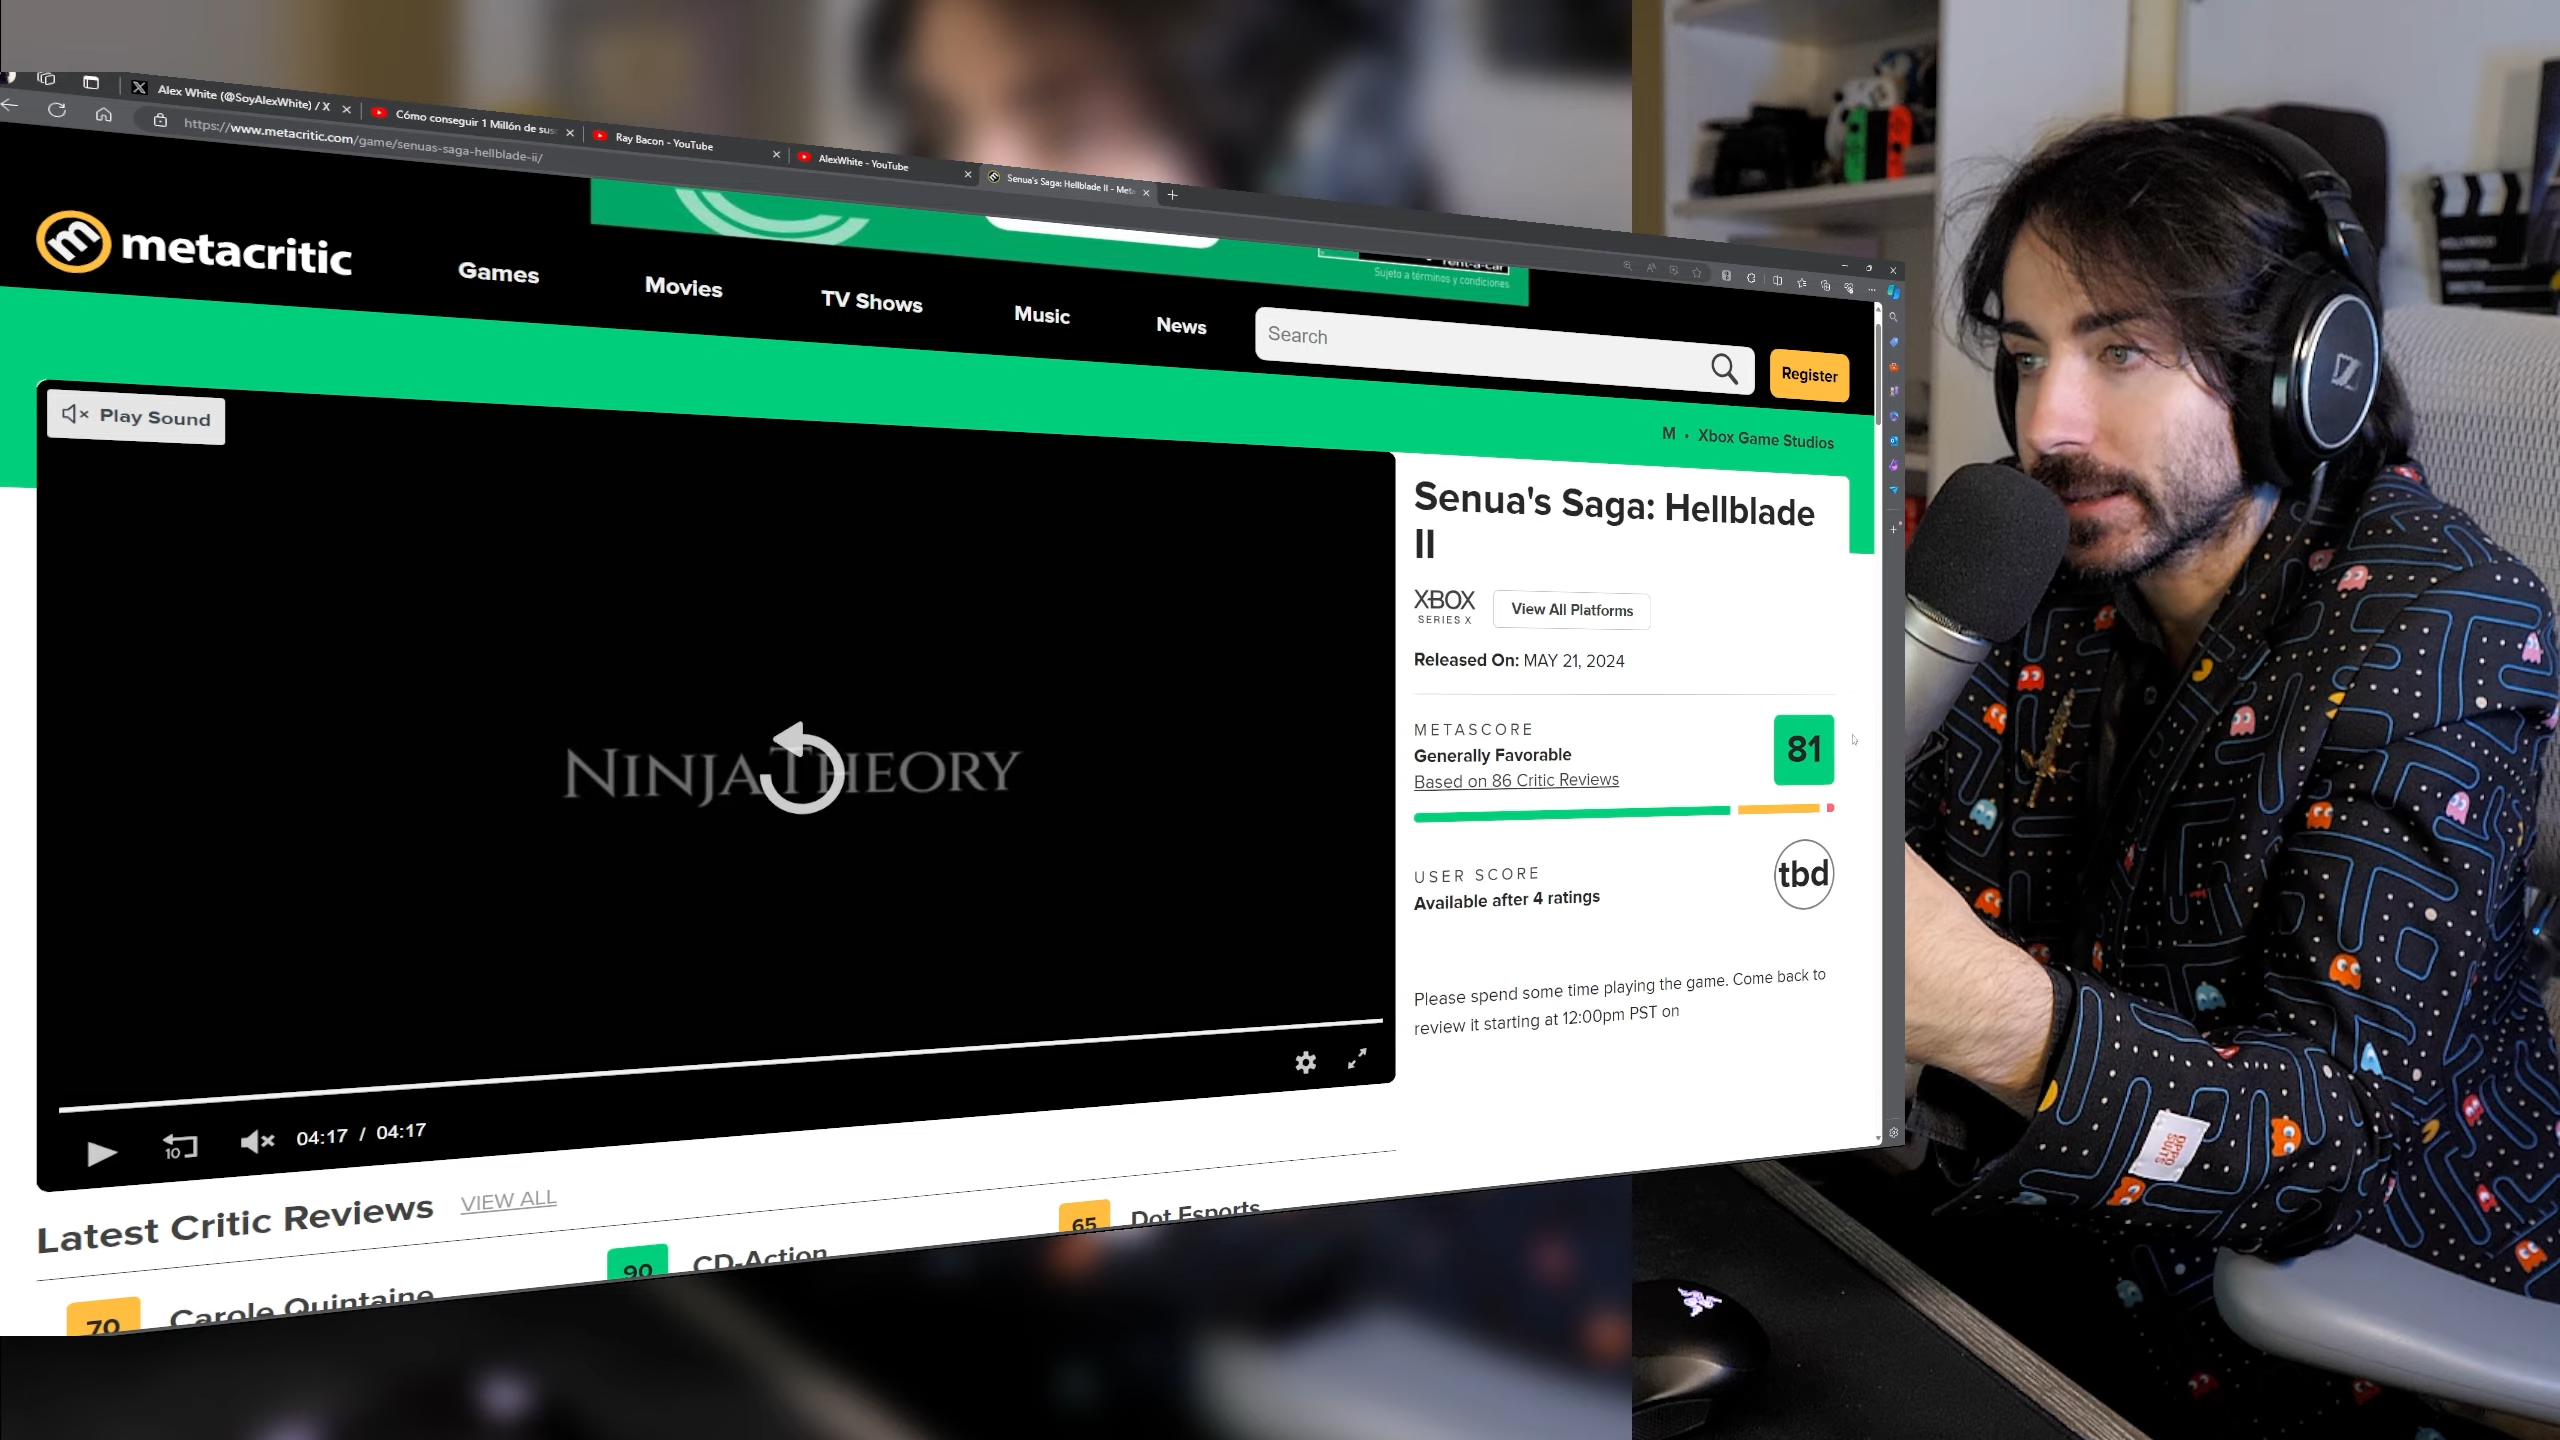 Alex White (@SoyAlexWhite) / X
Cómo conseguir 1 Millón de sus
Ray Bacon - YouTube
AlexWhite - YouTube
Senua's Saga: Hellblade II - Meta
https://www.metacritic.com/game/senuas-saga-hellblade-ii/
rent-a-car
Sujeto a términos y condiciones
m metacritic
Games
Movies
TV Shows
Music
News
Search
Register
M • Xbox Game Studios
Play Sound
NINJA THEORY
10
04:17 / 04:17
Senua's Saga: Hellblade
II
XBOX
SERIES X
View All Platforms
Released On: MAY 21, 2024
METASCORE
Generally Favorable
Based on 86 Critic Reviews
81
USER SCORE
Available after 4 ratings
tbd
Please spend some time playing the game. Come back to
review it starting at 12:00pm PST on
Latest Critic Reviews
VIEW ALL
70
Carole Quintaine
90
CD-Action
65
Dot Esports
OPPO
SUITS